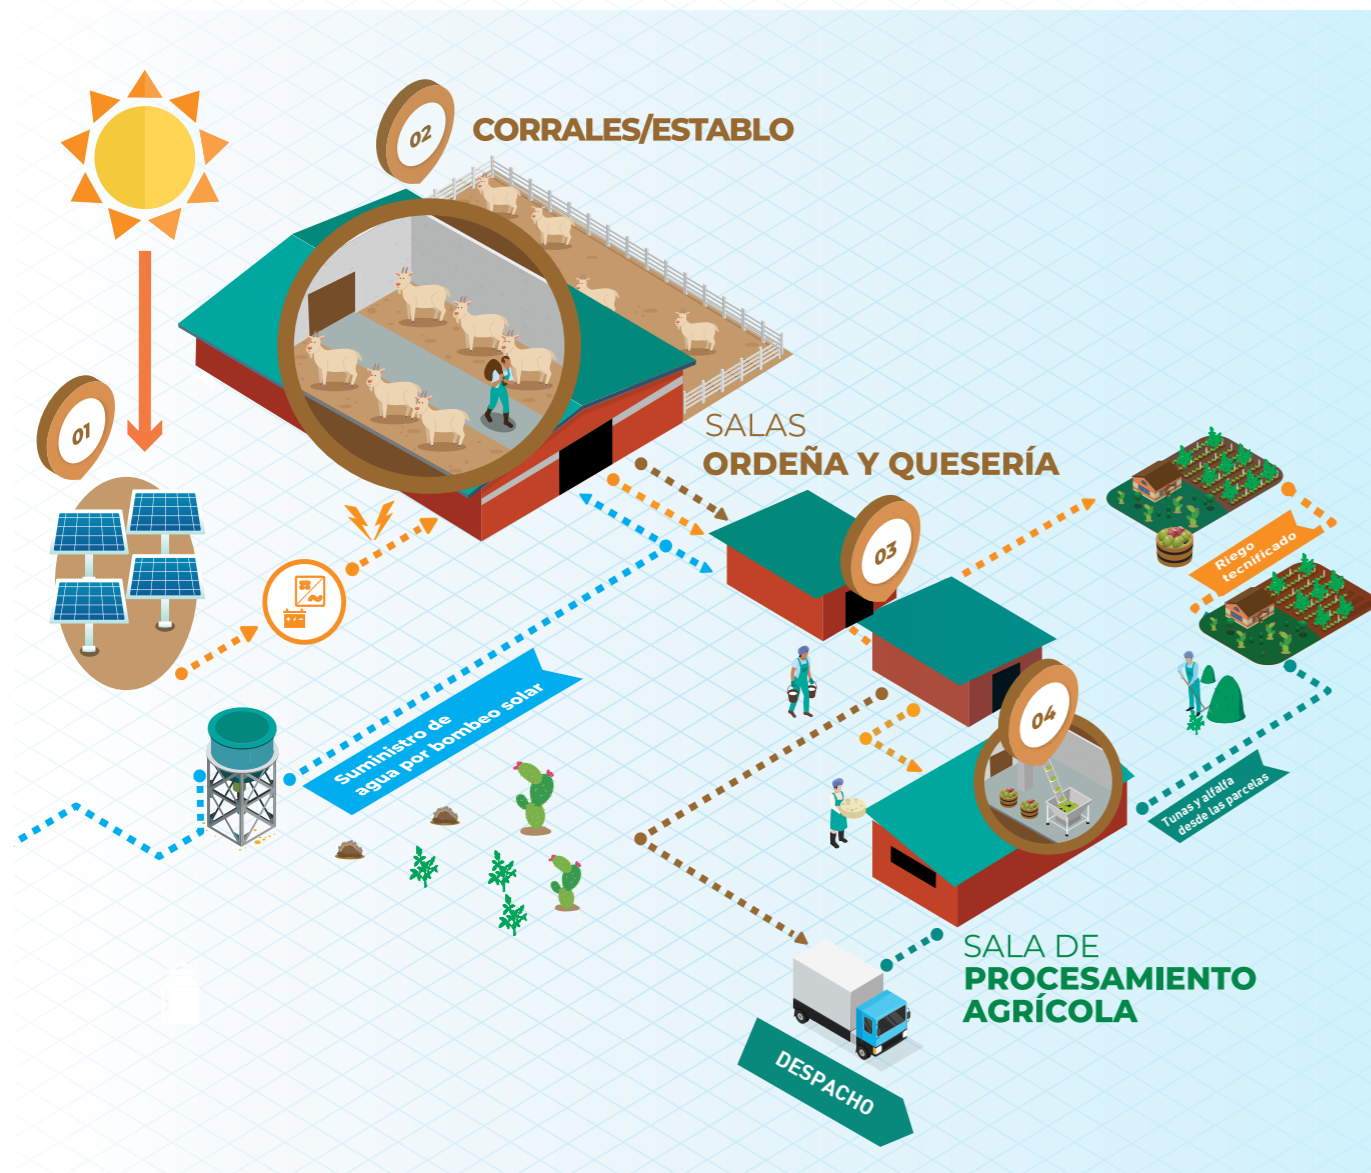 02
CORRALES/ESTABLO
01
SALAS
ORDEÑA Y QUESERÍA
03
Riego
tecnificado
04
Suministro de
agua por bombeo solar
Tunas y alfalfa
desde las parcelas
SALA DE
PROCESAMIENTO
AGRÍCOLA
DESPACHO